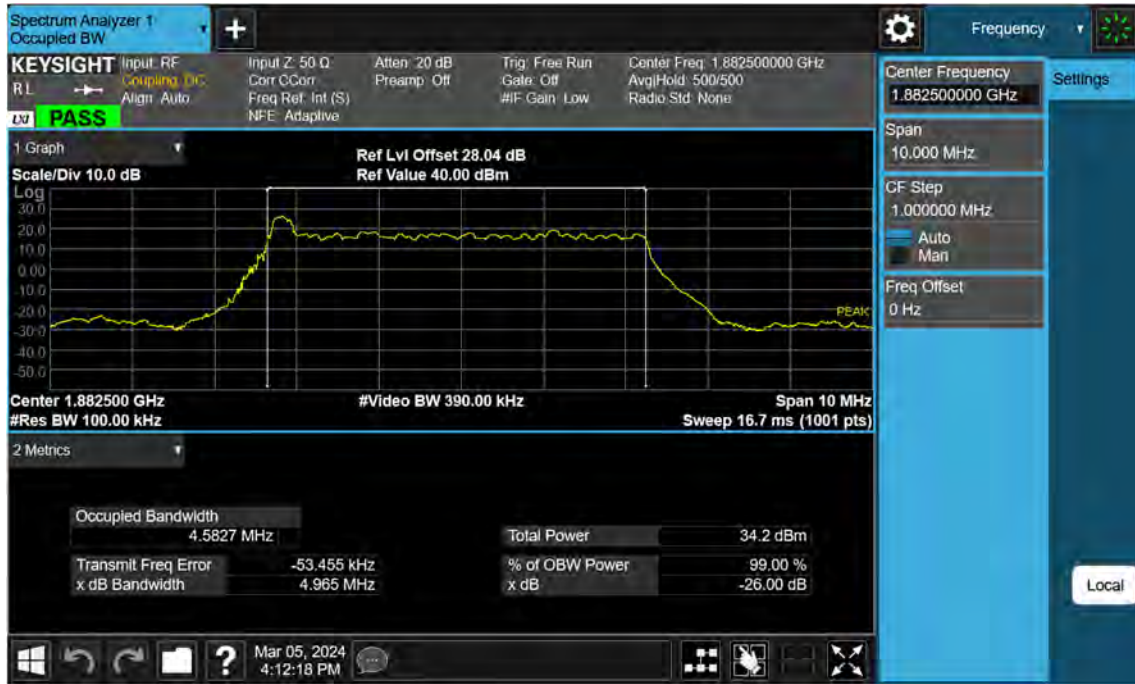 Spectrum Analyzer 1
Occupied BW
+
Frequency
KEYSIGHT
RL
LXI PASS
Input: RF
Coupling: DC
Align: Auto
Input Z: 50 Ω
Corr CCorr
Freq Ref: Int (S)
NFE: Adaptive
Atten: 20 dB
Preamp: Off
Trig: Free Run
Gate: Off
#IF Gain: Low
Center Freq: 1.882500000 GHz
Avg|Hold: 500/500
Radio Std: None
Center Frequency
1.882500000 GHz
Settings
Span
10.000 MHz
CF Step
1.000000 MHz
Auto
Man
Freq Offset
0 Hz
1 Graph
Scale/Div 10.0 dB
Ref Lvl Offset 28.04 dB
Ref Value 40.00 dBm
Log
30.0
20.0
10.0
0.00
-10.0
-20.0
-30.0
-40.0
-50.0
PEAK
Center 1.882500 GHz
#Video BW 390.00 kHz
Span 10 MHz
#Res BW 100.00 kHz
Sweep 16.7 ms (1001 pts)
2 Metrics
Occupied Bandwidth
4.5827 MHz
Total Power 34.2 dBm
Transmit Freq Error -53.455 kHz
% of OBW Power 99.00 %
x dB Bandwidth 4.965 MHz
x dB -26.00 dB
Local
?
Mar 05, 2024
4:12:18 PM